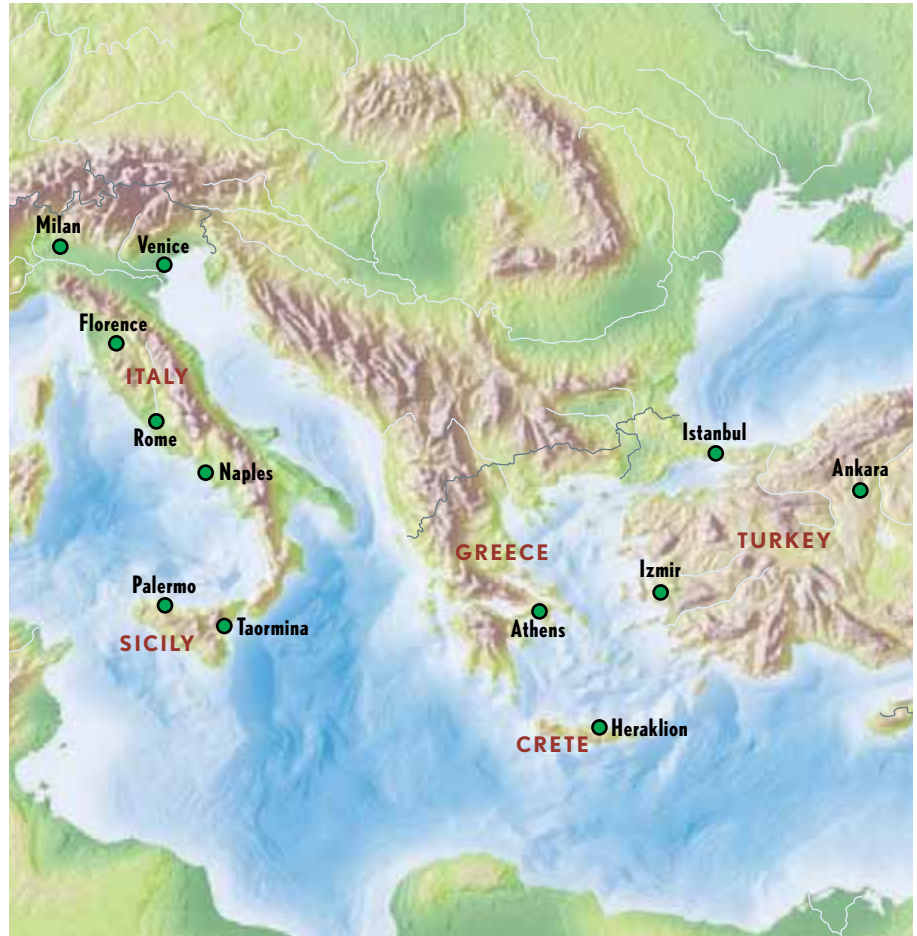 Milan
Venice
Florence
ITALY
Rome
Naples
Istanbul
Ankara
TURKEY
GREECE
Izmir
Palermo
Taormina
SICILY
Athens
Heraklion
CRETE